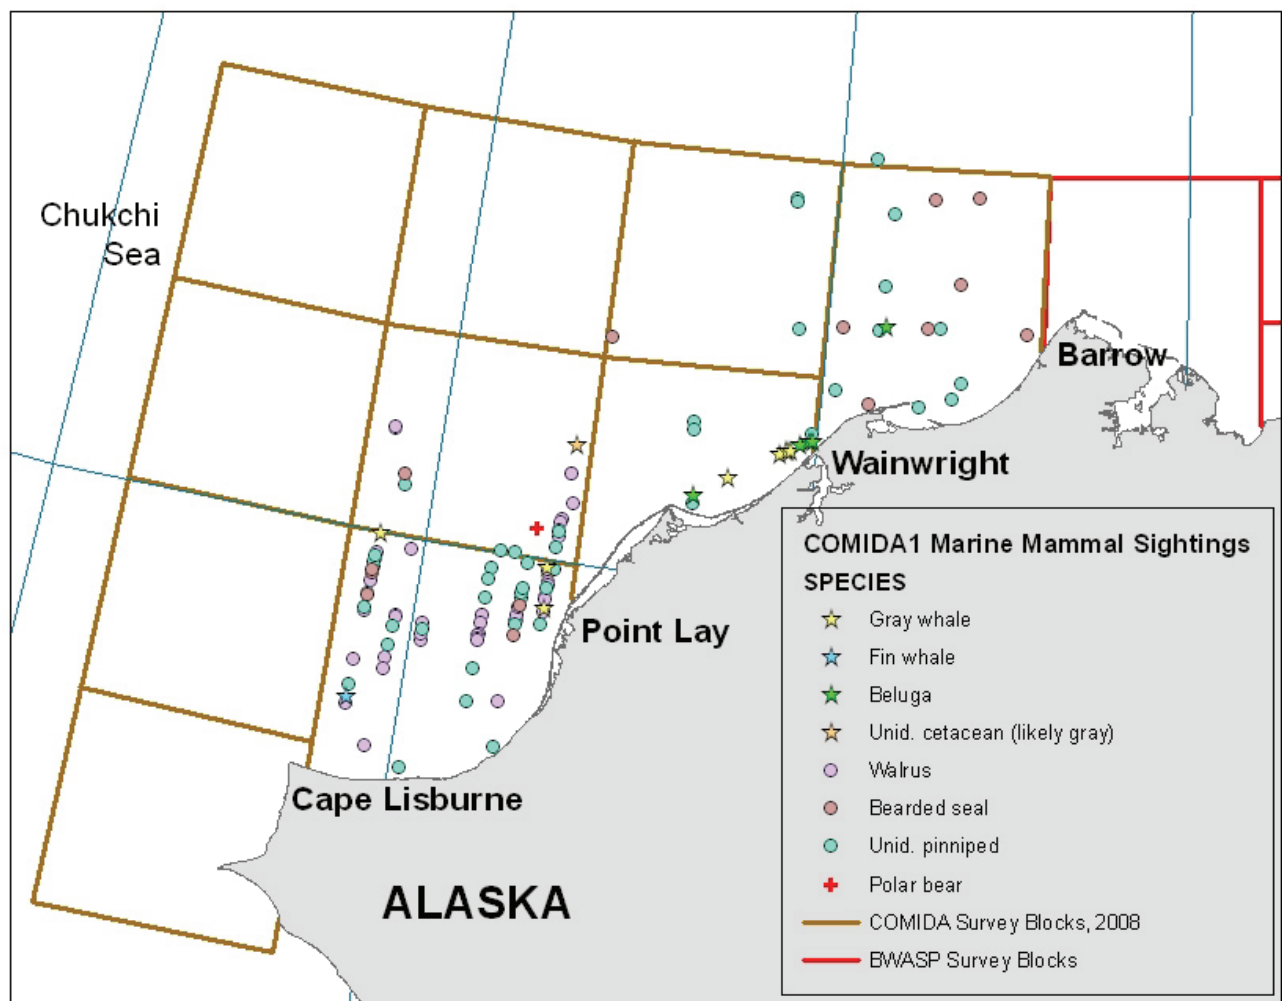 Chukchi
Sea
Barrow
Wainwright
Point Lay
Cape Lisburne
ALASKA
COMIDA1 Marine Mammal Sightings
SPECIES
Gray whale
Fin whale
Beluga
Unid. cetacean (likely gray)
Walrus
Bearded seal
Unid. pinniped
Polar bear
COMIDA Survey Blocks, 2008
BWASP Survey Blocks